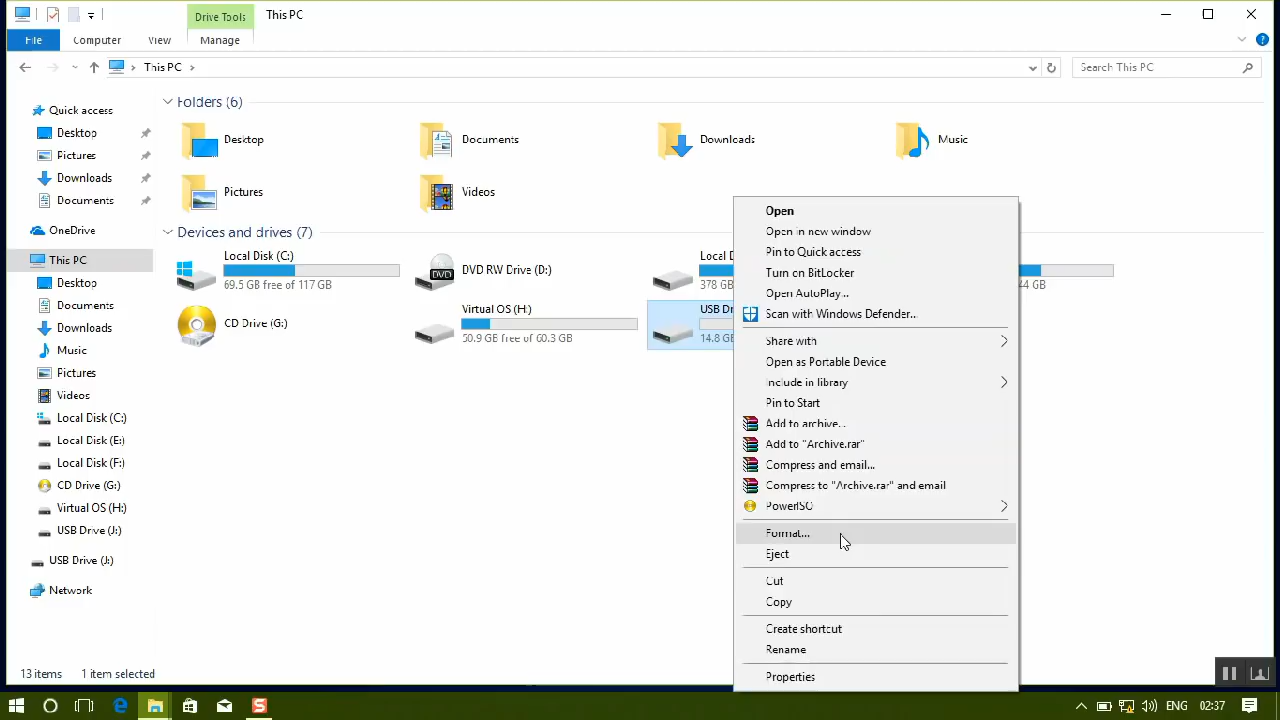 Drive Tools
This PC
File
Computer
View
Manage
This PC
Search This PC
Quick access
Desktop
Pictures
Downloads
Documents
OneDrive
This PC
Desktop
Documents
Downloads
Music
Pictures
Videos
Local Disk (C:)
Local Disk (E:)
Local Disk (F:)
CD Drive (G:)
Virtual OS (H:)
USB Drive (J:)
USB Drive (J:)
Network
Folders (6)
Desktop
Documents
Downloads
Music
Pictures
Videos
Devices and drives (7)
Local Disk (C:)
69.5 GB free of 117 GB
DVD RW Drive (D:)
DVD
Local D
378 GB
44 GB
CD Drive (G:)
Virtual OS (H:)
50.9 GB free of 60.3 GB
USB Dr
14.8 G
Open
Open in new window
Pin to Quick access
Turn on BitLocker
Open AutoPlay...
Scan with Windows Defender...
Share with
Open as Portable Device
Include in library
Pin to Start
Add to archive...
Add to "Archive.rar"
Compress and email...
Compress to "Archive.rar" and email
PowerISO
Format...
Eject
Cut
Copy
Create shortcut
Rename
Properties
13 items
1 item selected
ENG
02:37